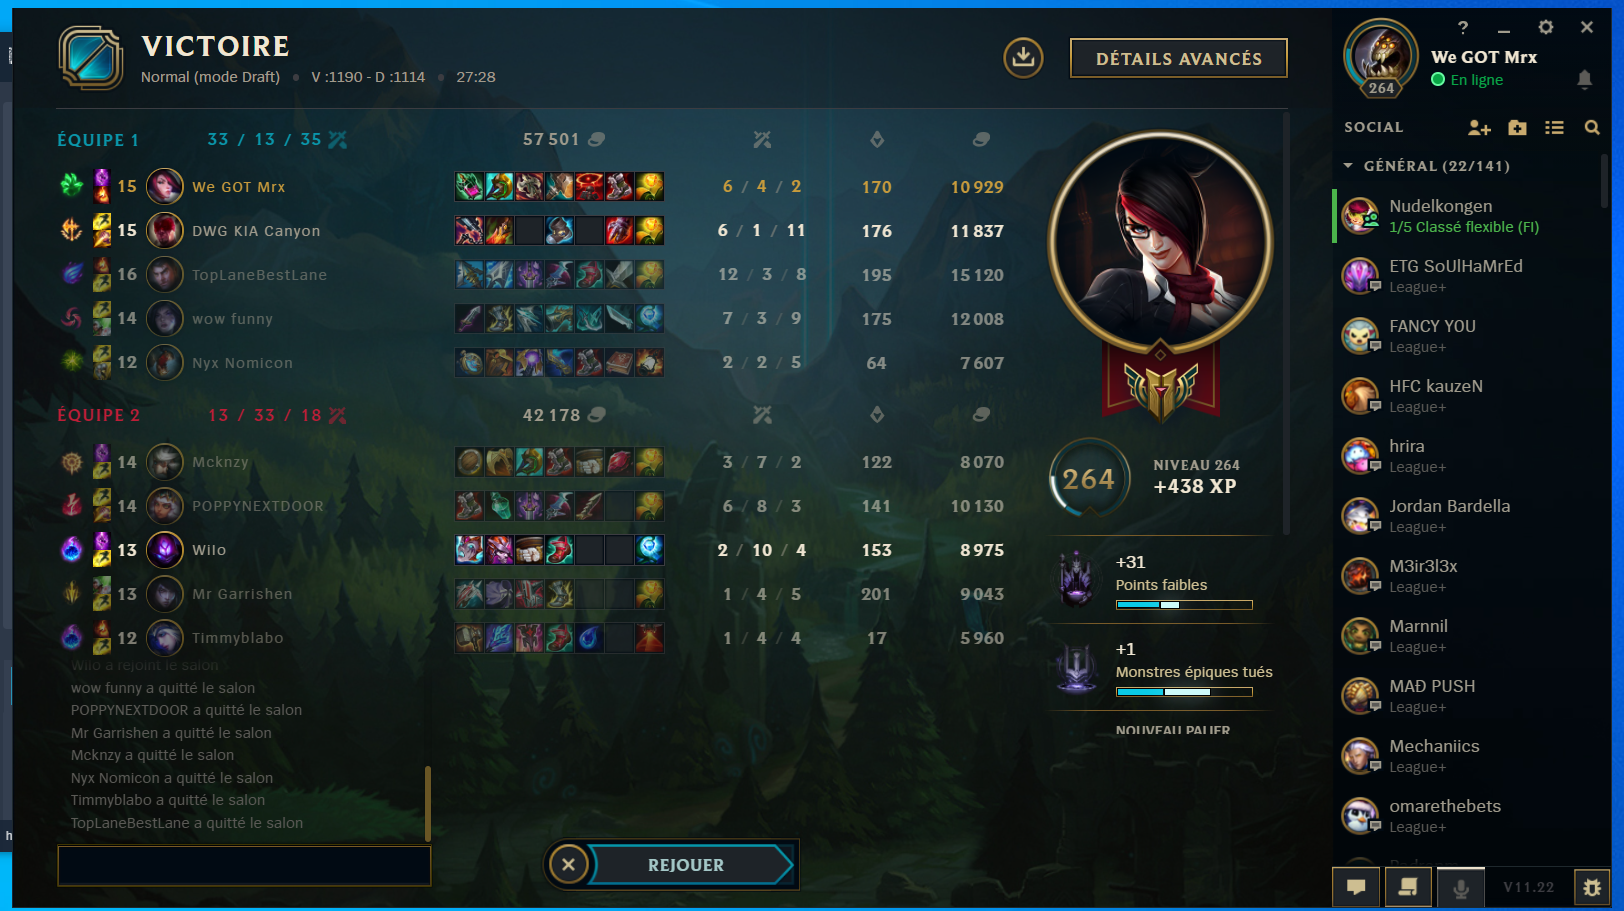 VICTOIRE
Normal (mode Draft) • V :1190 - D :1114 • 27:28
DÉTAILS AVANCÉS
ÉQUIPE 1 33 / 13 / 35 57 501
15 We GOT Mrx 6 / 4 / 2 170 10 929
15 DWG KIA Canyon 6 / 1 / 11 176 11 837
16 TopLaneBestLane 12 / 3 / 8 195 15 120
14 wow funny 7 / 3 / 9 175 12 008
12 Nyx Nomicon 2 / 2 / 5 64 7 607
ÉQUIPE 2 13 / 33 / 18 42 178
14 Mcknzy 3 / 7 / 2 122 8 070
14 POPPYNEXTDOOR 6 / 8 / 3 141 10 130
13 Wilo 2 / 10 / 4 153 8 975
13 Mr Garrishen 1 / 4 / 5 201 9 043
12 Timmyblabo 1 / 4 / 4 17 5 960
Wilo a rejoint le salon
wow funny a quitté le salon
POPPYNEXTDOOR a quitté le salon
Mr Garrishen a quitté le salon
Mcknzy a quitté le salon
Nyx Nomicon a quitté le salon
Timmyblabo a quitté le salon
TopLaneBestLane a quitté le salon
REJOUER
264
NIVEAU 264
+438 XP
+31
Points faibles
+1
Monstres épiques tués
NOUVEAU PALIER
?
264
We GOT Mrx
En ligne
SOCIAL
GÉNÉRAL (22/141)
Nudelkongen
1/5 Classé flexible (FI)
ETG SoUlHaMrEd
League+
FANCY YOU
League+
HFC kauzeN
League+
hrira
League+
Jordan Bardella
League+
M3ir3l3x
League+
Marnnil
League+
MAÐ PUSH
League+
Mechaniics
League+
omarethebets
League+
V11.22